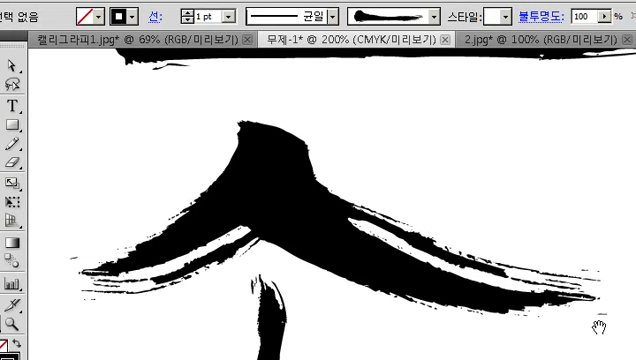 선택 없음 선: 1 pt 균일 스타일: 불투명도: 100 %
캘리그라피1.jpg* @ 69% (RGB/미리보기) 무제-1* @ 200% (CMYK/미리보기) 2.jpg* @ 100% (RGB/미리보기)